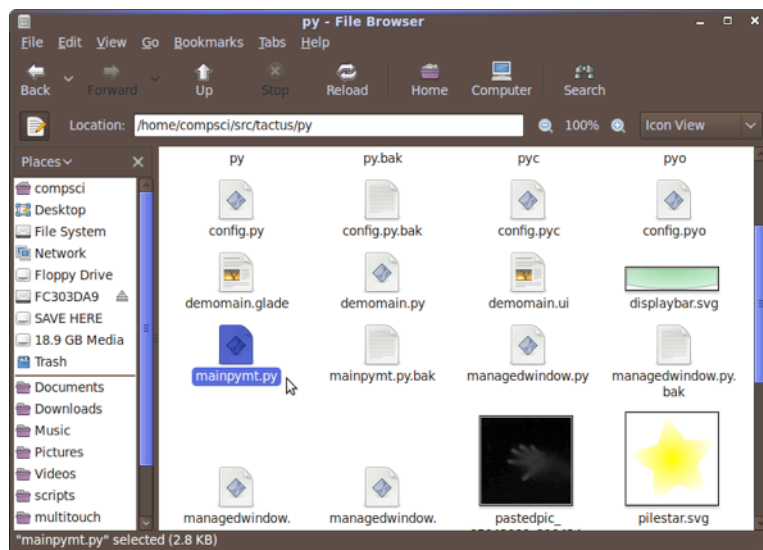 py - File Browser
File Edit View Go Bookmarks Tabs Help
Back Forward Up Stop Reload Home Computer Search
Location: /home/compsci/src/tactus/py 100% Icon View
Places
compsci
Desktop
File System
Network
Floppy Drive
FC303DA9
SAVE HERE
18.9 GB Media
Trash
Documents
Downloads
Music
Pictures
Videos
scripts
multitouch
py py.bak pyc pyo
config.py config.py.bak config.pyc config.pyo
demomain.glade demomain.py demomain.ui displaybar.svg
mainpymt.py mainpymt.py.bak managedwindow.py managedwindow.py.
bak
managedwindow. managedwindow. pastedpic_ pilestar.svg
"mainpymt.py" selected (2.8 KB)